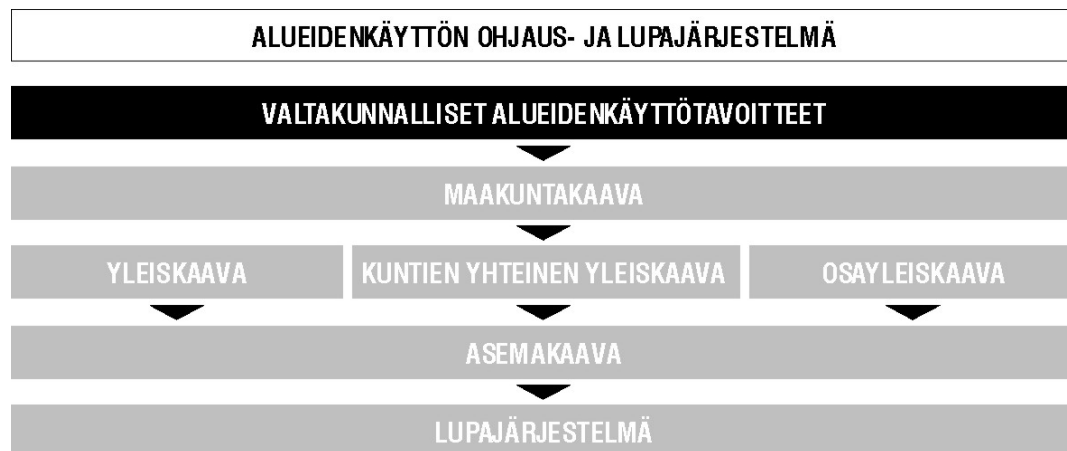 ALUEIDENKÄYTTÖN OHJAUS- JA LUPAJÄRJESTELMÄ
VALTAKUNNALLISET ALUEIDENKÄYTTÖTAVOITTEET
MAAKUNTAKAAVA
YLEISKAAVA
KUNTIEN YHTEINEN YLEISKAAVA
OSAYLEISKAAVA
ASEMAKAAVA
LUPAJÄRJESTELMÄ